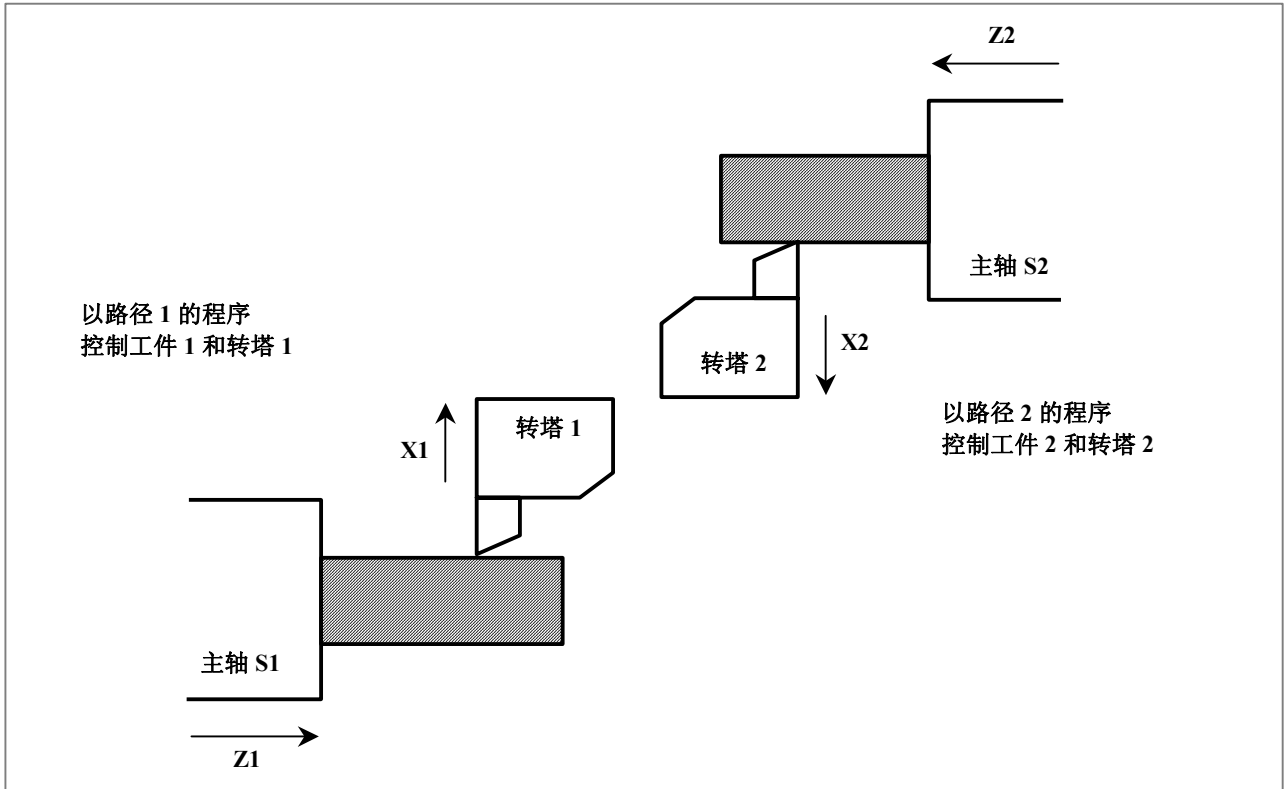 Z2
主轴 S2
以路径 1 的程序
控制工件 1 和转塔 1
X2
转塔 2
以路径 2 的程序
控制工件 2 和转塔 2
转塔 1
X1
主轴 S1
Z1